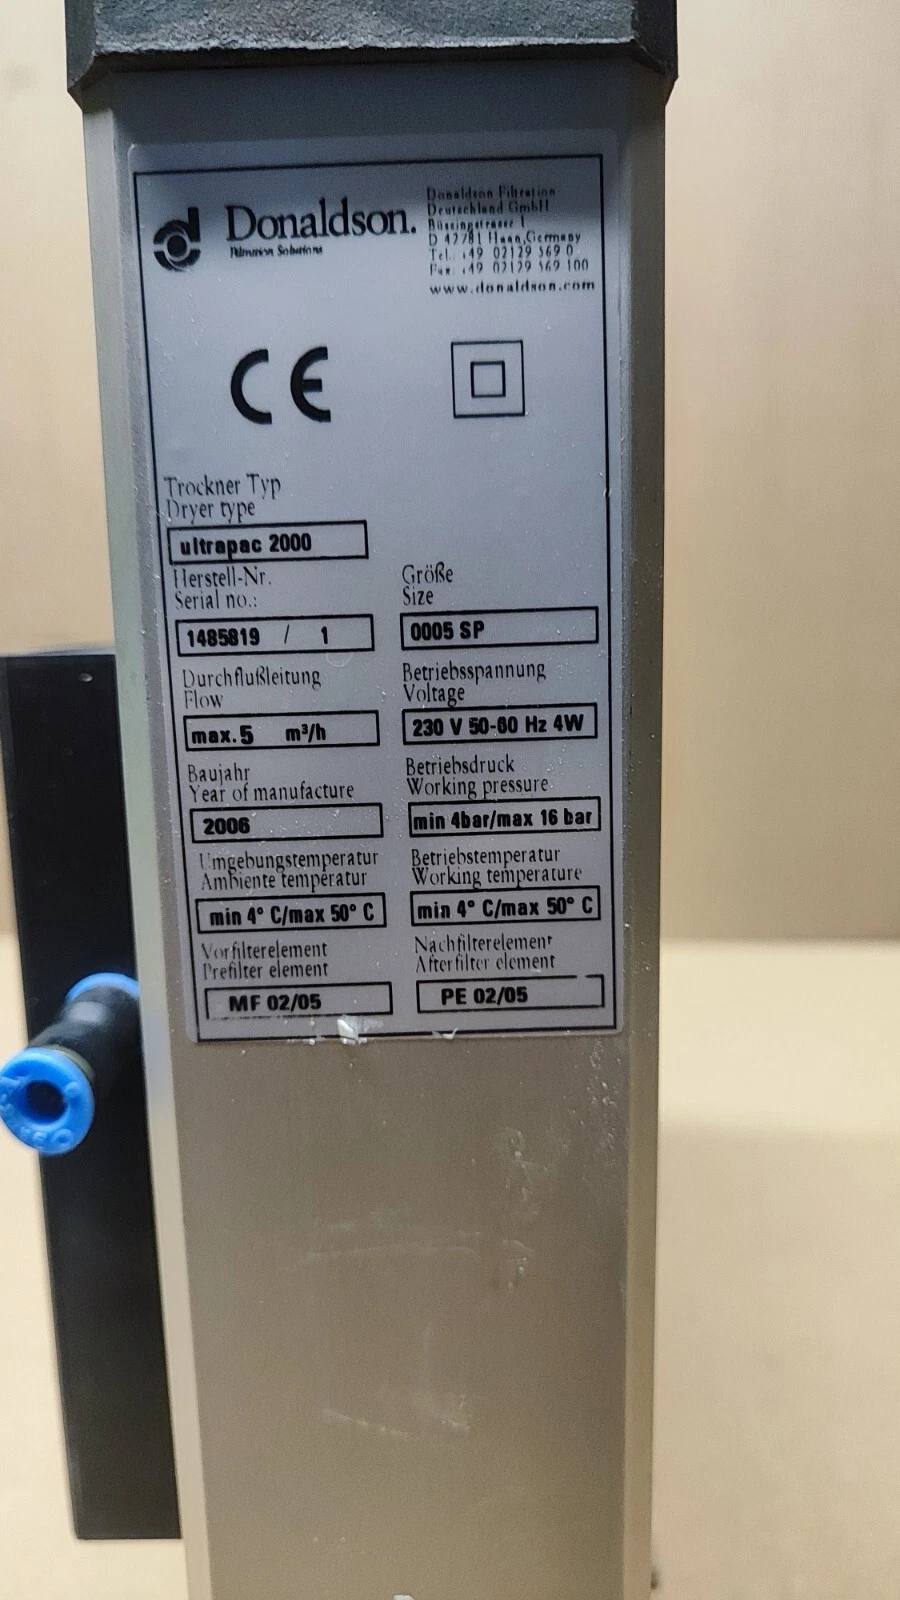 Donaldson.
Filtration Solutions
Donaldson Filtration
Deutschland GmbH
Büssingstrasse 1
D 42781 Haan,Germany
Tel.: +49 02129 569 0
Fax: +49 02129 569 100
www.donaldson.com
CE
Trockner Typ
Dryer type
ultrapac 2000
Herstell-Nr.
Serial no.:
1485819 / 1
Größe
Size
0005 SP
Durchflußleitung
Flow
max. 5 m³/h
Betriebsspannung
Voltage
230 V 50-60 Hz 4W
Baujahr
Year of manufacture
2006
Betriebsdruck
Working pressure
min 4bar/max 16 bar
Umgebungstemperatur
Ambiente temperatur
min 4° C/max 50° C
Betriebstemperatur
Working temperature
min 4° C/max 50° C
Vorfilterelement
Prefilter element
MF 02/05
Nachfilterelement
Afterfilter element
PE 02/05